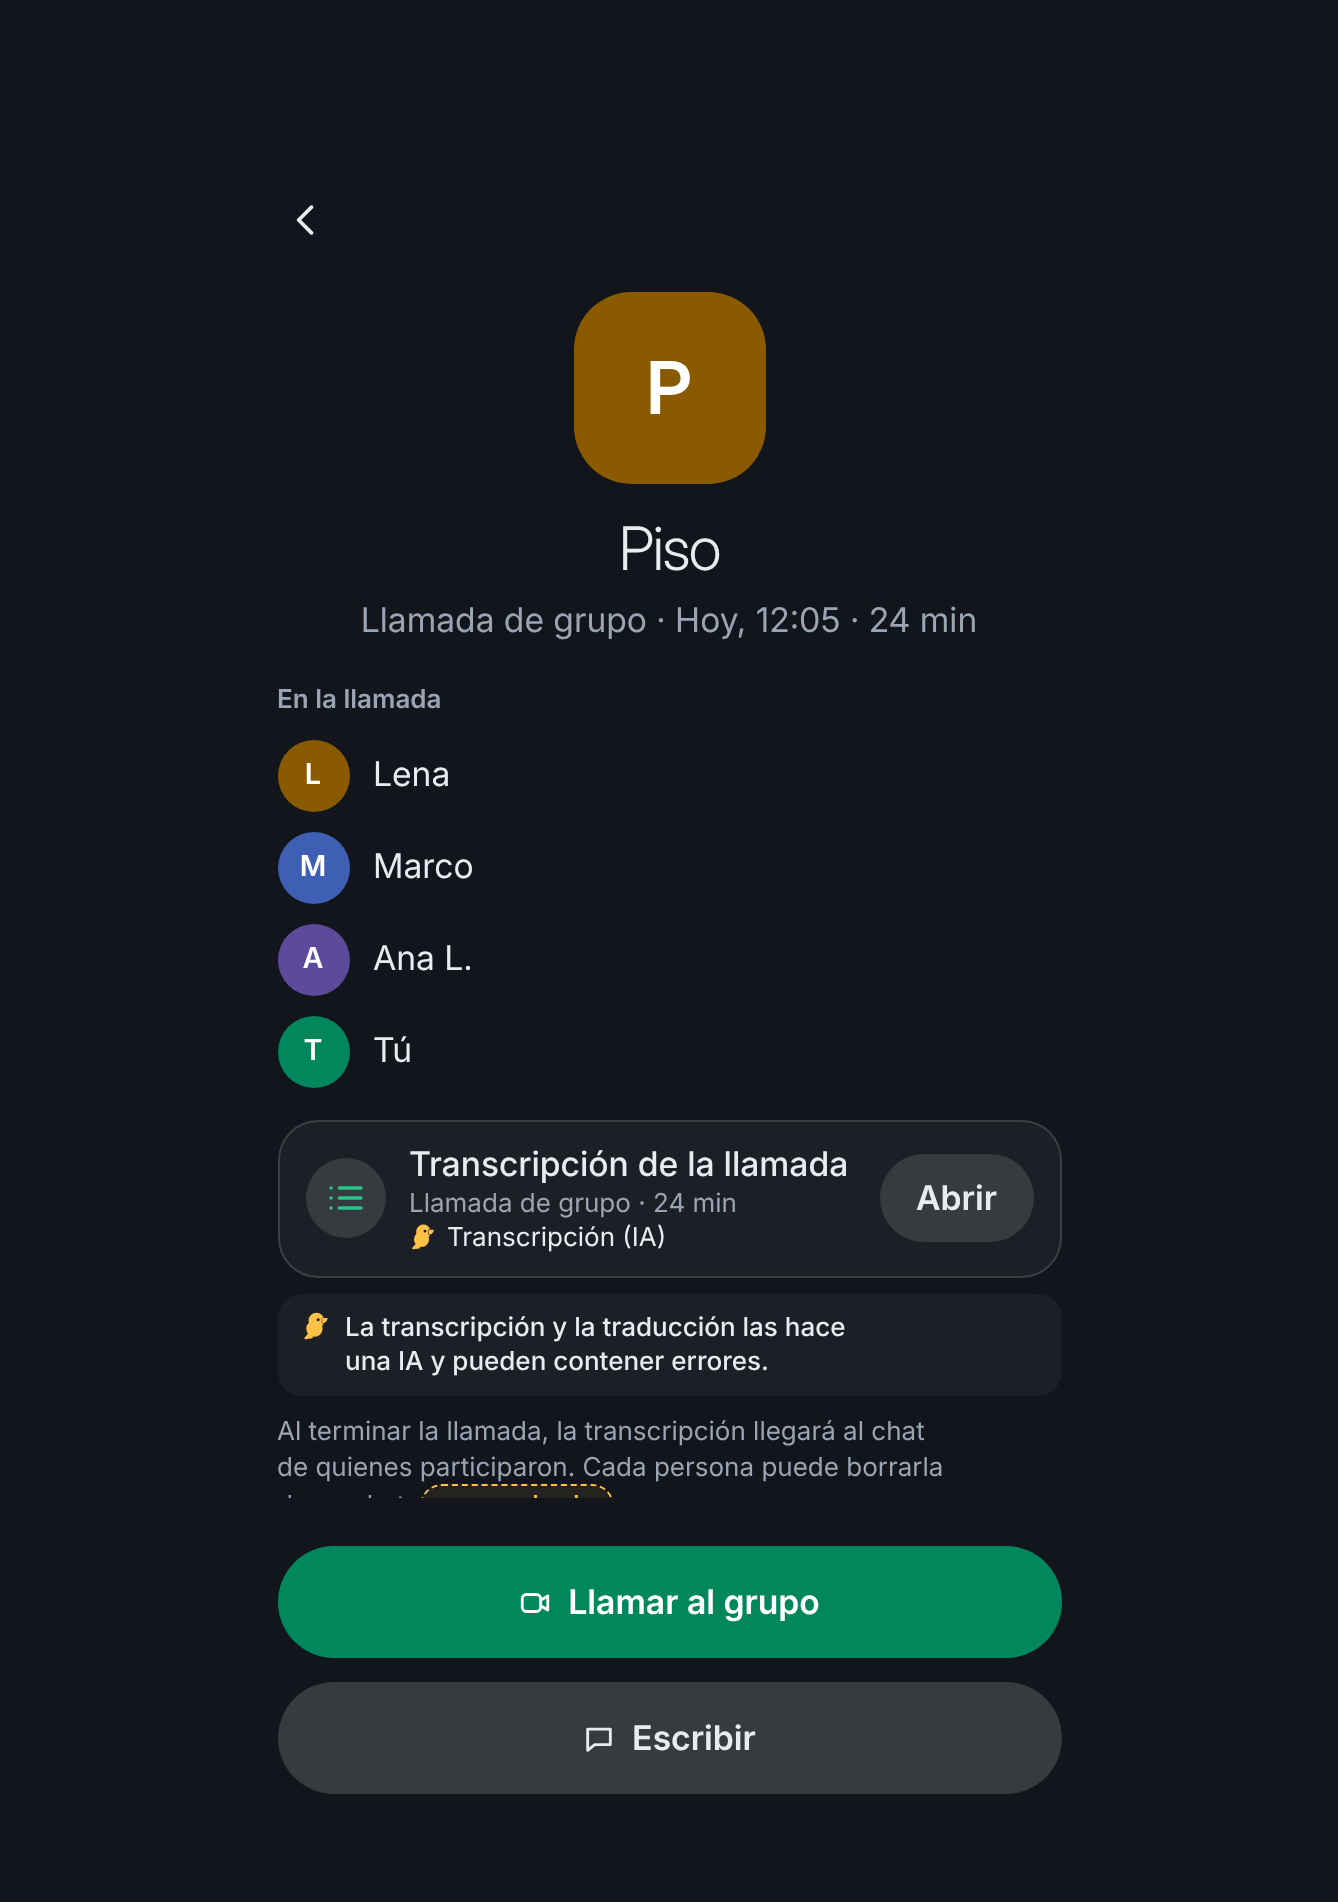 P
Piso
Llamada de grupo · Hoy, 12:05 · 24 min
En la llamada
L Lena
M Marco
A Ana L.
T Tú
Transcripción de la llamada
Llamada de grupo · 24 min
Transcripción (IA)
Abrir
La transcripción y la traducción las hace
una IA y pueden contener errores.
Al terminar la llamada, la transcripción llegará al chat
de quienes participaron. Cada persona puede borrarla
Llamar al grupo
Escribir